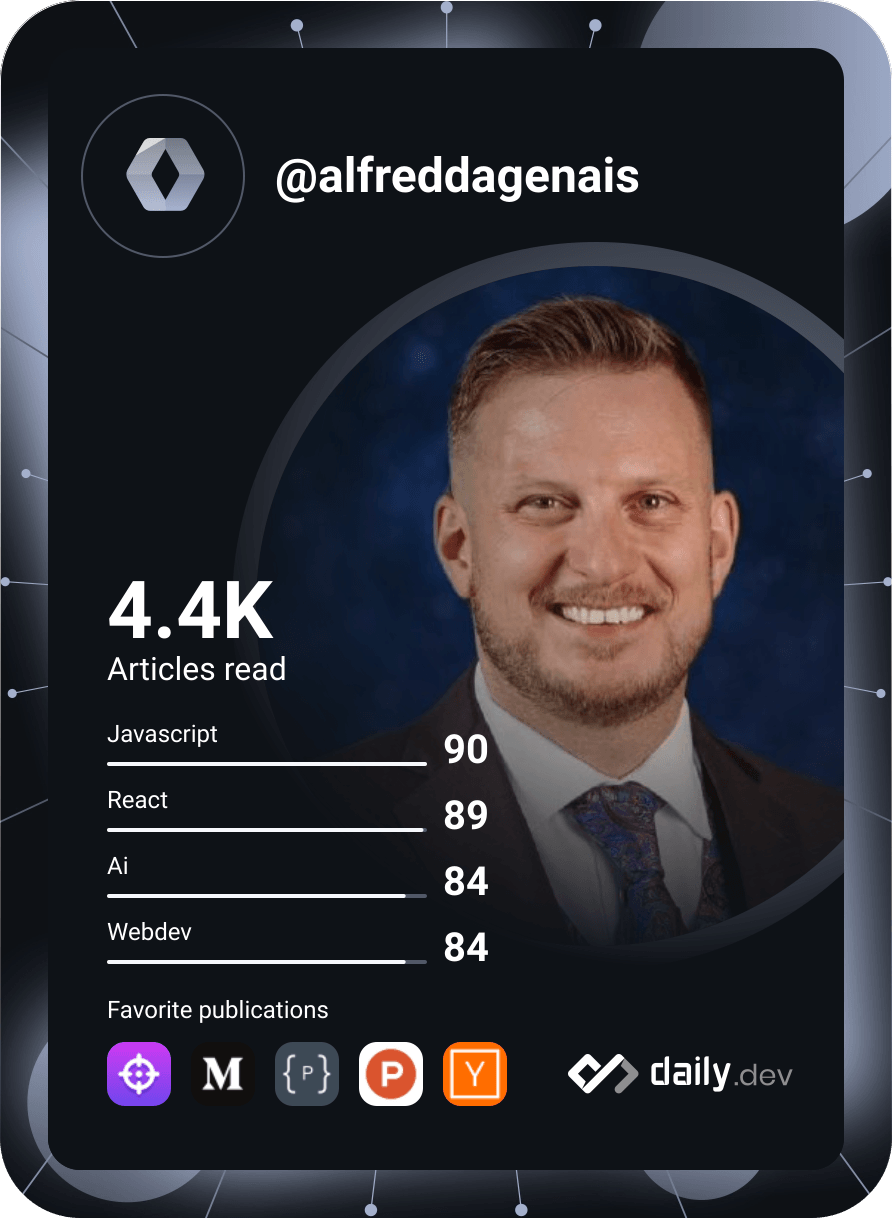 @alfreddagenais
4.4K
Articles read
Javascript
90
React
89
Ai
84
Webdev
84
Favorite publications
M {P} P Y daily.dev